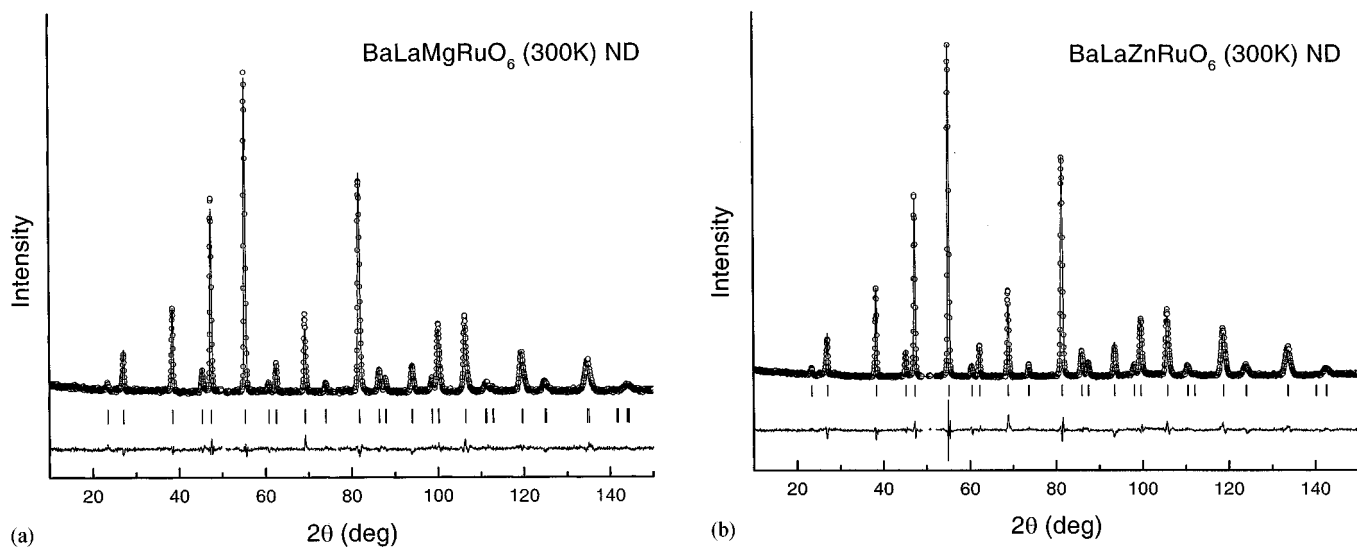 BaLaMgRuO₆ (300K) ND
Intensity
20 40 60 80 100 120 140
(a)
2θ (deg)
BaLaZnRuO₆ (300K) ND
Intensity
20 40 60 80 100 120 140
(b)
2θ (deg)